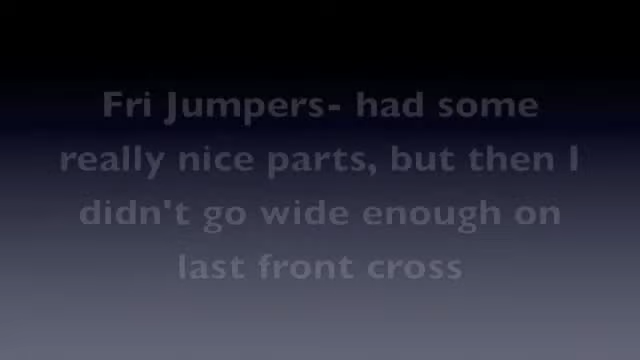 Fri Jumpers- had some
really nice parts, but then I
didn't go wide enough on
last front cross